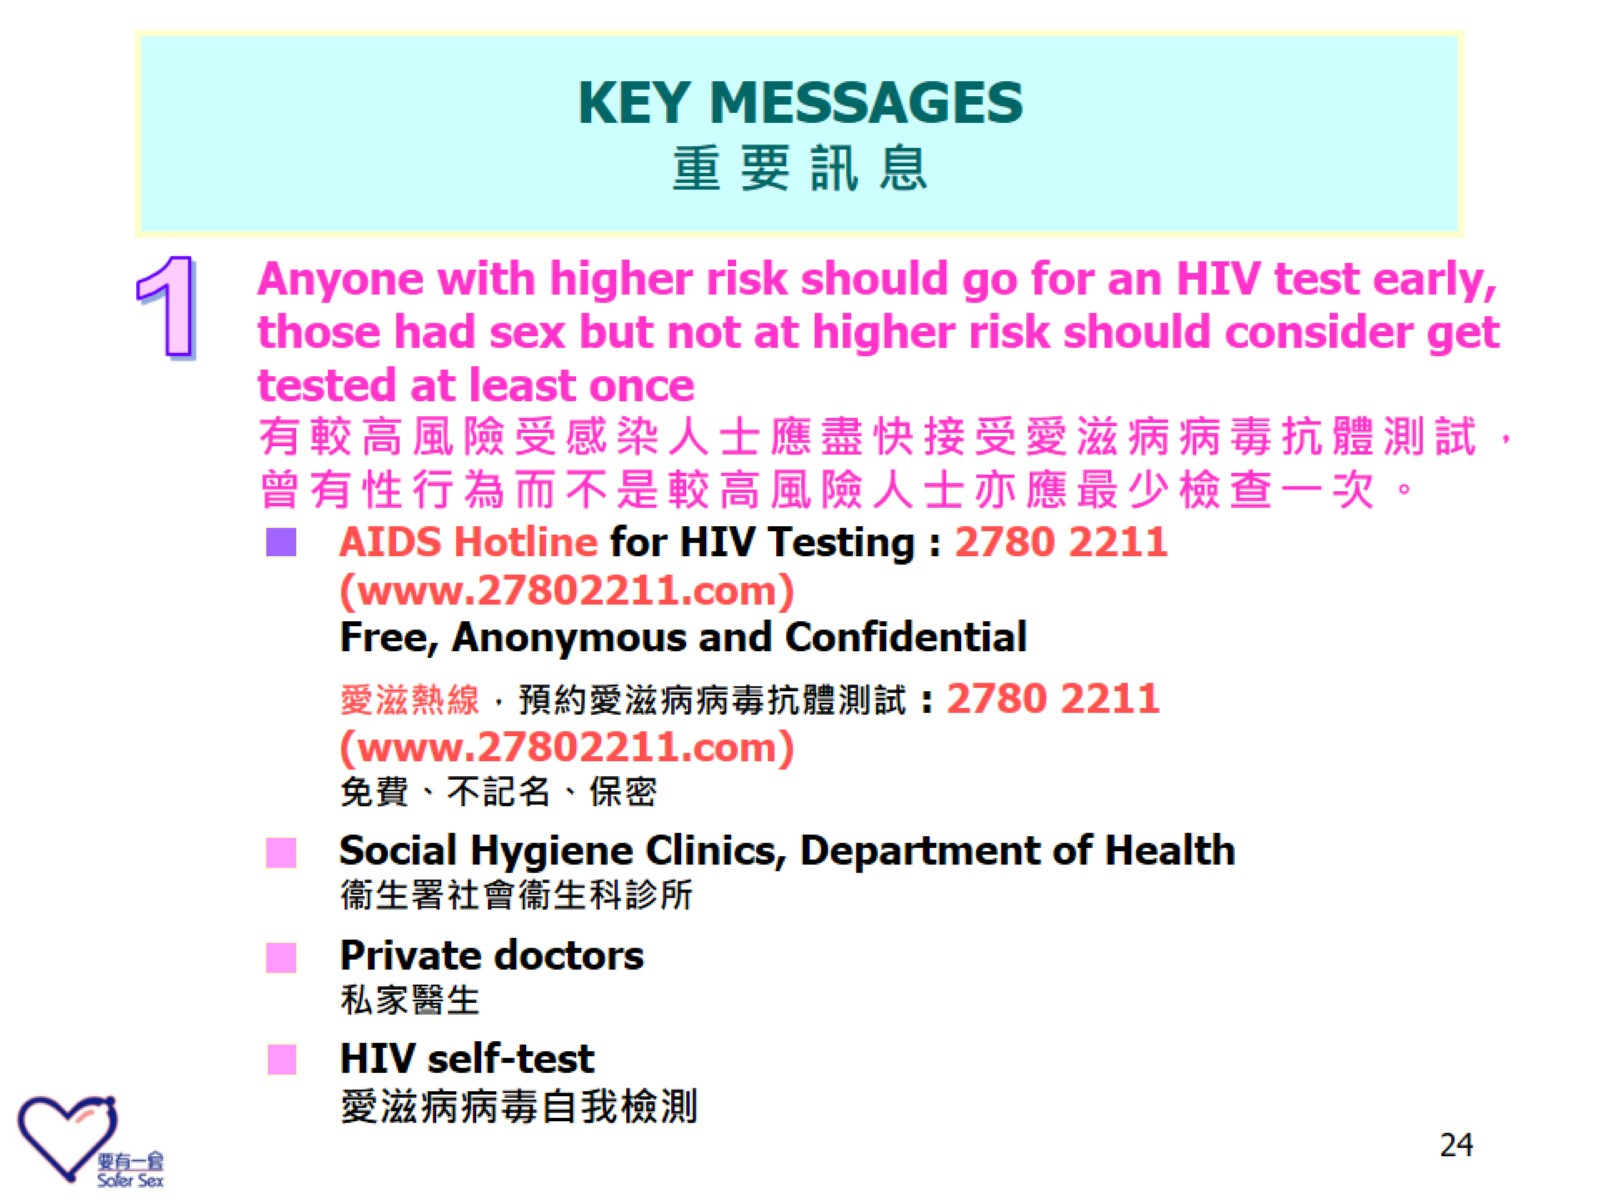 KEY MESSAGES
重要訊息
1
Anyone with higher risk should go for an HIV test early,
those had sex but not at higher risk should consider get
tested at least once
有較高風險受感染人士應盡快接受愛滋病病毒抗體測試，
曾有性行為而不是較高風險人士亦應最少檢查一次。
AIDS Hotline for HIV Testing : 2780 2211
(www.27802211.com)
Free, Anonymous and Confidential
愛滋熱線，預約愛滋病病毒抗體測試 : 2780 2211
(www.27802211.com)
免費、不記名、保密
Social Hygiene Clinics, Department of Health
衞生署社會衞生科診所
Private doctors
私家醫生
HIV self-test
愛滋病病毒自我檢測
要有一套
Safer Sex
24